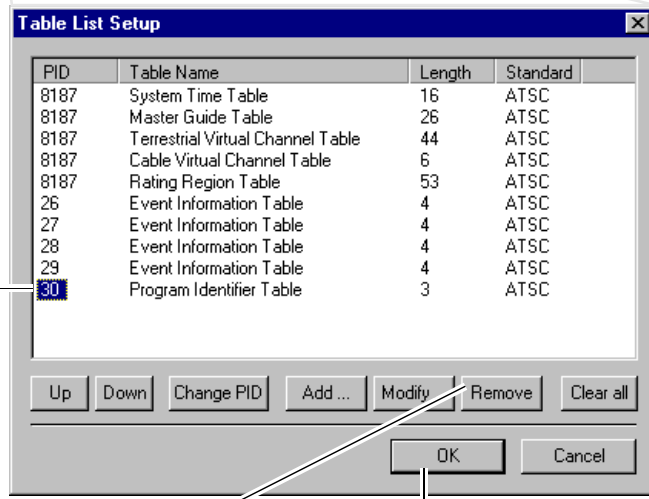 Table List Setup
PID Table Name Length Standard
8187 System Time Table 16 ATSC
8187 Master Guide Table 26 ATSC
8187 Terrestrial Virtual Channel Table 44 ATSC
8187 Cable Virtual Channel Table 6 ATSC
8187 Rating Region Table 53 ATSC
26 Event Information Table 4 ATSC
27 Event Information Table 4 ATSC
28 Event Information Table 4 ATSC
29 Event Information Table 4 ATSC
30 Program Identifier Table 3 ATSC
Up Down Change PID Add ... Modify... Remove Clear all
OK Cancel